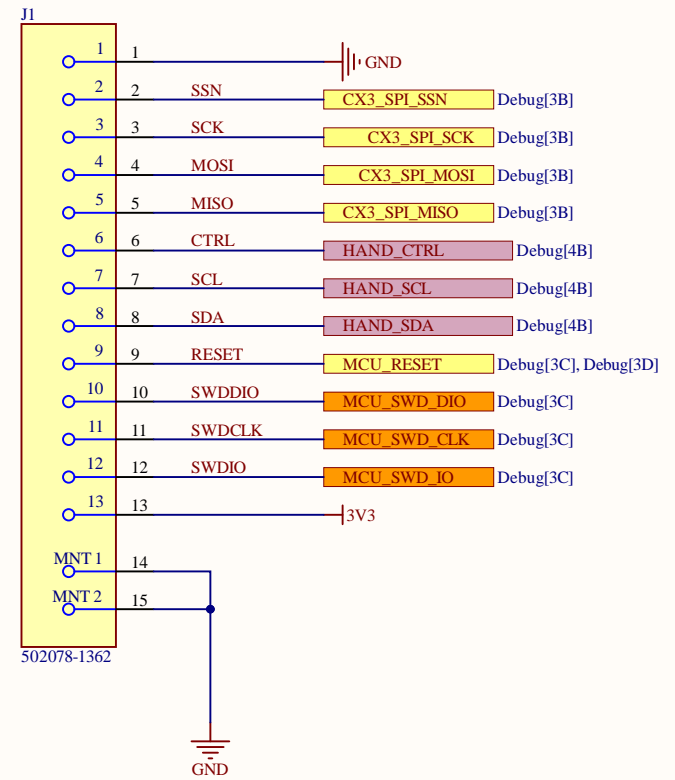 J1
1 1 GND
2 2 SSN CX3_SPI_SSN Debug[3B]
3 3 SCK CX3_SPI_SCK Debug[3B]
4 4 MOSI CX3_SPI_MOSI Debug[3B]
5 5 MISO CX3_SPI_MISO Debug[3B]
6 6 CTRL HAND_CTRL Debug[4B]
7 7 SCL HAND_SCL Debug[4B]
8 8 SDA HAND_SDA Debug[4B]
9 9 RESET MCU_RESET Debug[3C], Debug[3D]
10 10 SWDDIO MCU_SWD_DIO Debug[3C]
11 11 SWDCLK MCU_SWD_CLK Debug[3C]
12 12 SWDIO MCU_SWD_IO Debug[3C]
13 13 3V3
MNT 1 14
MNT 2 15
502078-1362
GND